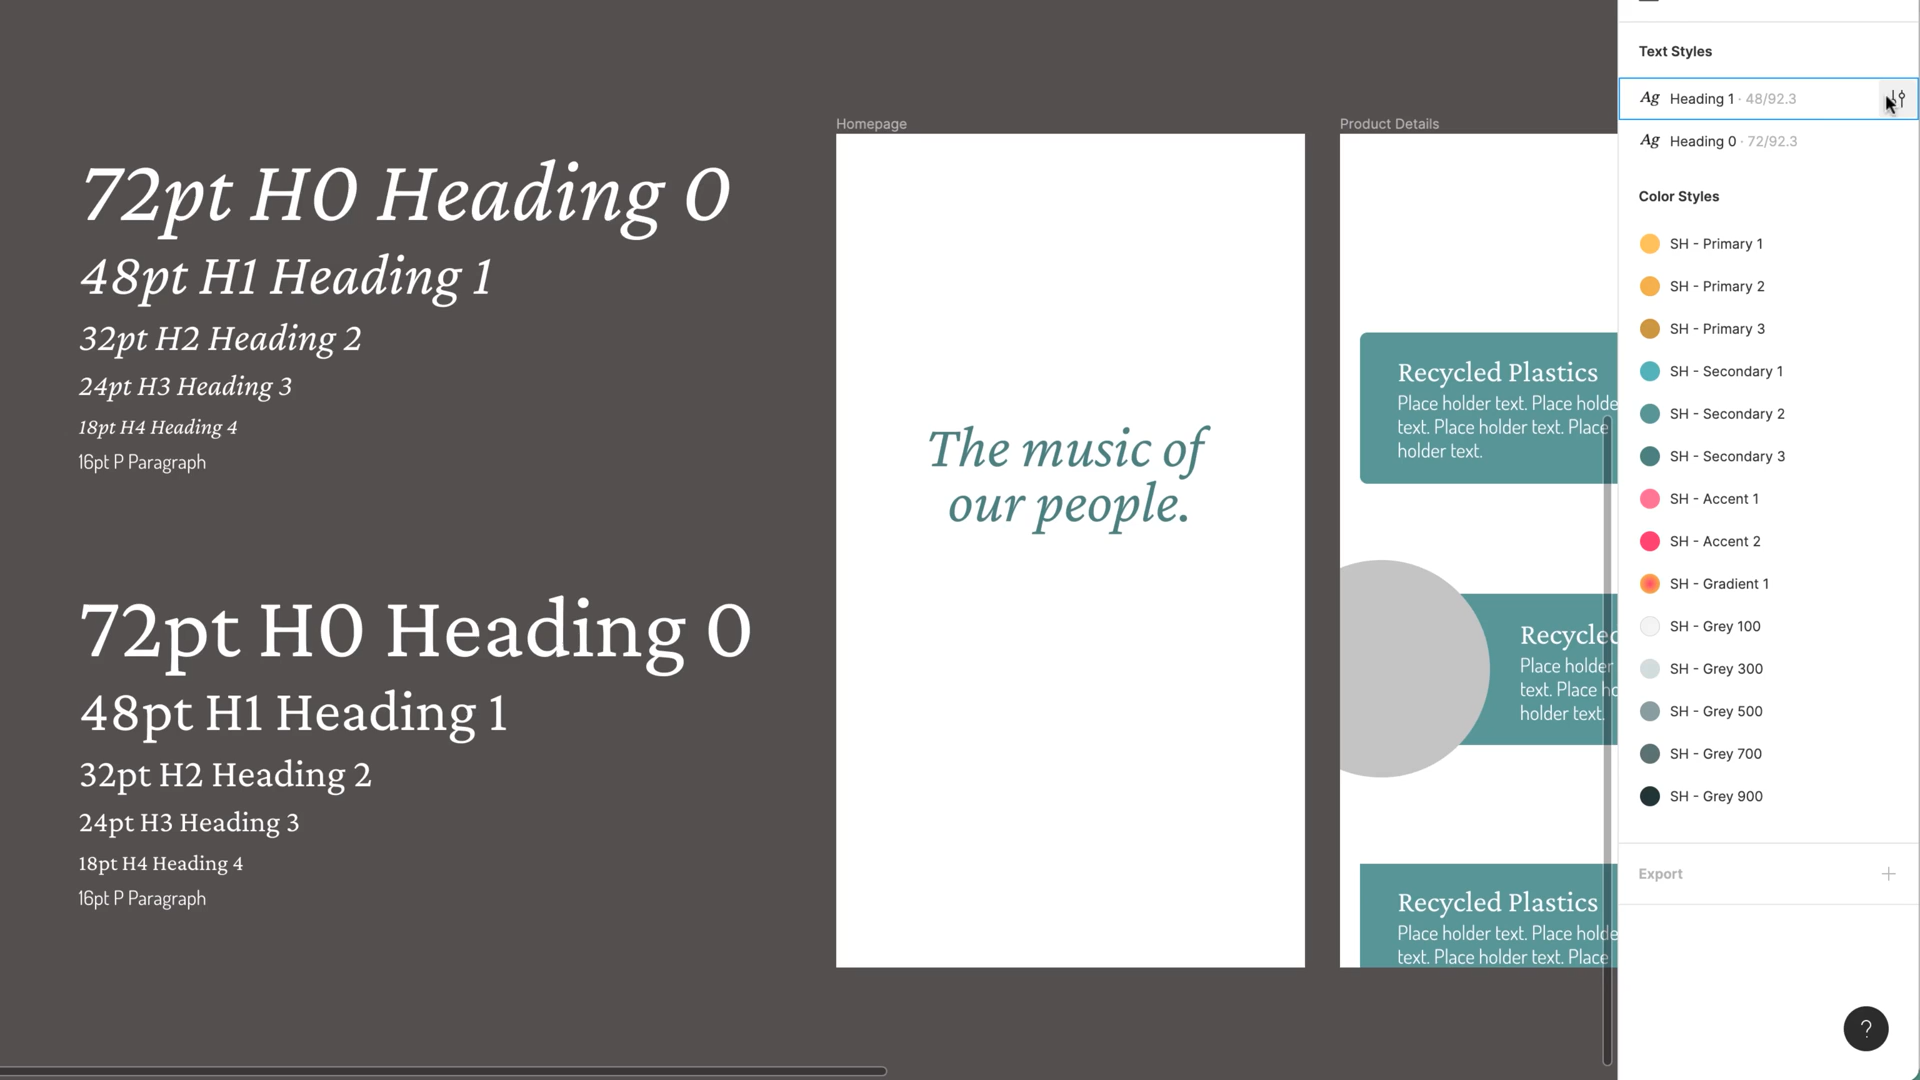 72pt H0 Heading 0
48pt H1 Heading 1
32pt H2 Heading 2
24pt H3 Heading 3
18pt H4 Heading 4
16pt P Paragraph
72pt H0 Heading 0
48pt H1 Heading 1
32pt H2 Heading 2
24pt H3 Heading 3
18pt H4 Heading 4
16pt P Paragraph
Homepage
The music of
our people.
Product Details
Recycled Plastics
Place holder text. Place holde
text. Place holder text. Place
holder text.
Recycled
Place holder
text. Place ho
holder text.
Recycled Plastics
Place holder text. Place holde
text. Place holder text. Place
Text Styles
Ag Heading 1 · 48/92.3
Ag Heading 0 · 72/92.3
Color Styles
SH - Primary 1
SH - Primary 2
SH - Primary 3
SH - Secondary 1
SH - Secondary 2
SH - Secondary 3
SH - Accent 1
SH - Accent 2
SH - Gradient 1
SH - Grey 100
SH - Grey 300
SH - Grey 500
SH - Grey 700
SH - Grey 900
Export
?